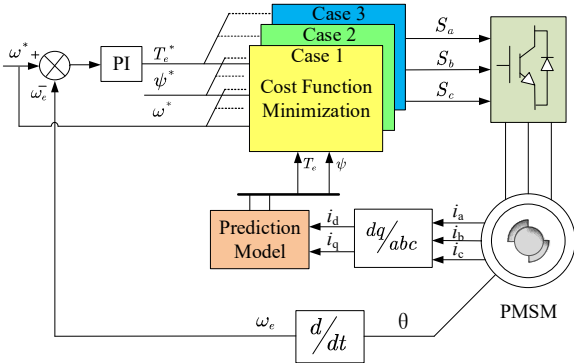 Case 3
Case 2
Case 1
Cost Function
Minimization
ω* +
−
ω_e
PI
T_e*
ψ*
ω*
S_a
S_b
S_c
T_e
ψ
Prediction
Model
i_d
i_q
dq/abc
i_a
i_b
i_c
PMSM
ω_e
d/dt
θ